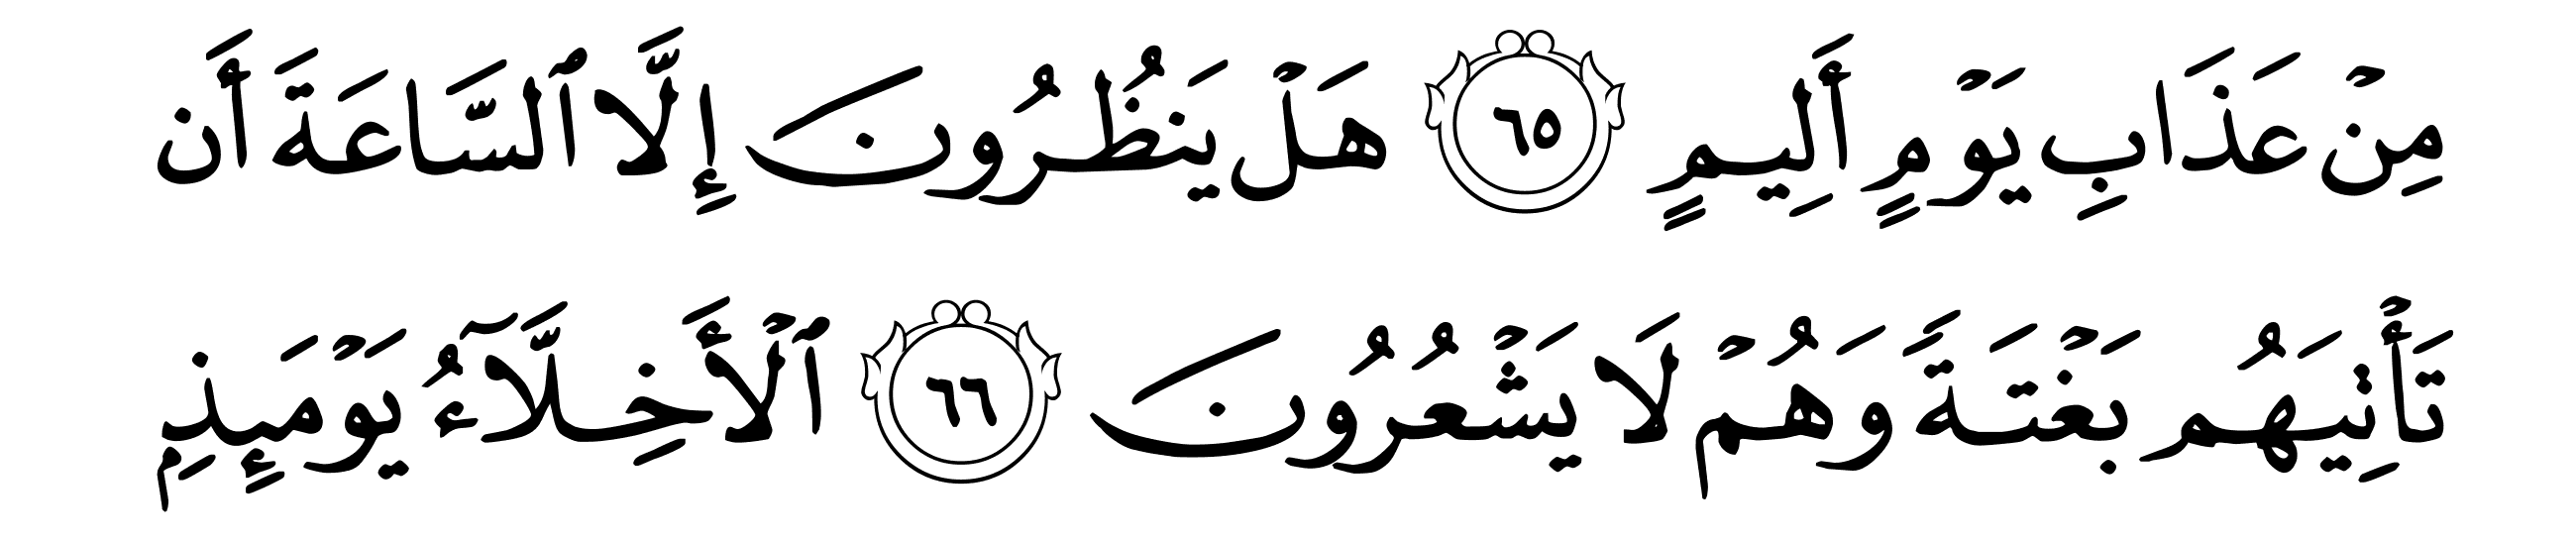 مِنۡ عَذَابِ يَوۡمٍ أَلِيمٍ ٦٥ هَلۡ يَنظُرُونَ إِلَّا ٱلسَّاعَةَ أَن
تَأۡتِيَهُم بَغۡتَةً وَهُمۡ لَا يَشۡعُرُونَ ٦٦ ٱلۡأَخِلَّآءُ يَوۡمَئِذِۭ